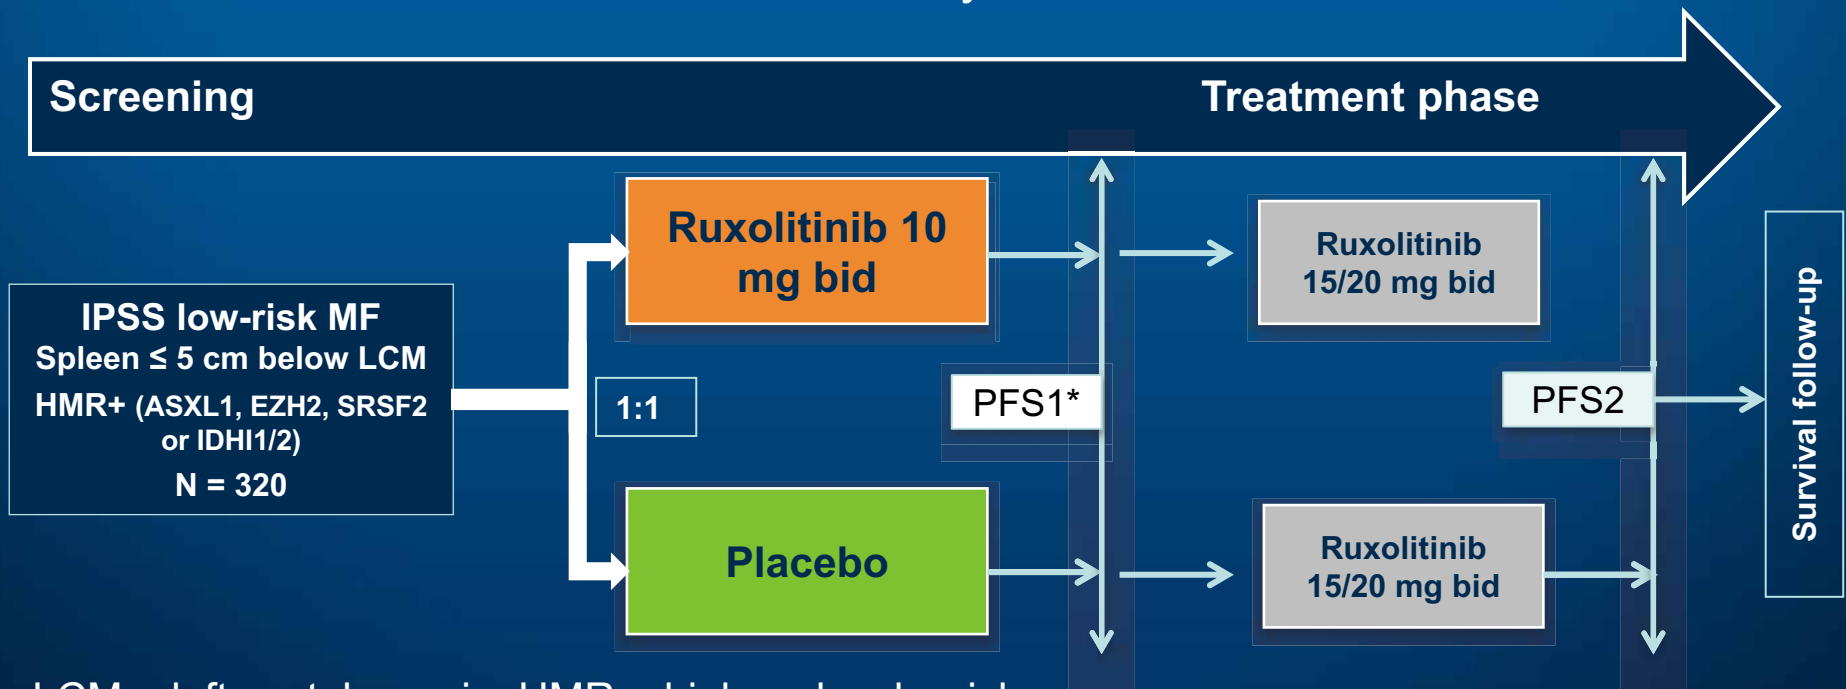 Screening
Treatment phase
IPSS low-risk MF
Spleen ≤ 5 cm below LCM
HMR+ (ASXL1, EZH2, SRSF2
or IDHI1/2)
N = 320
1:1
Ruxolitinib 10
mg bid
Placebo
PFS1*
Ruxolitinib
15/20 mg bid
Ruxolitinib
15/20 mg bid
PFS2
Survival follow-up